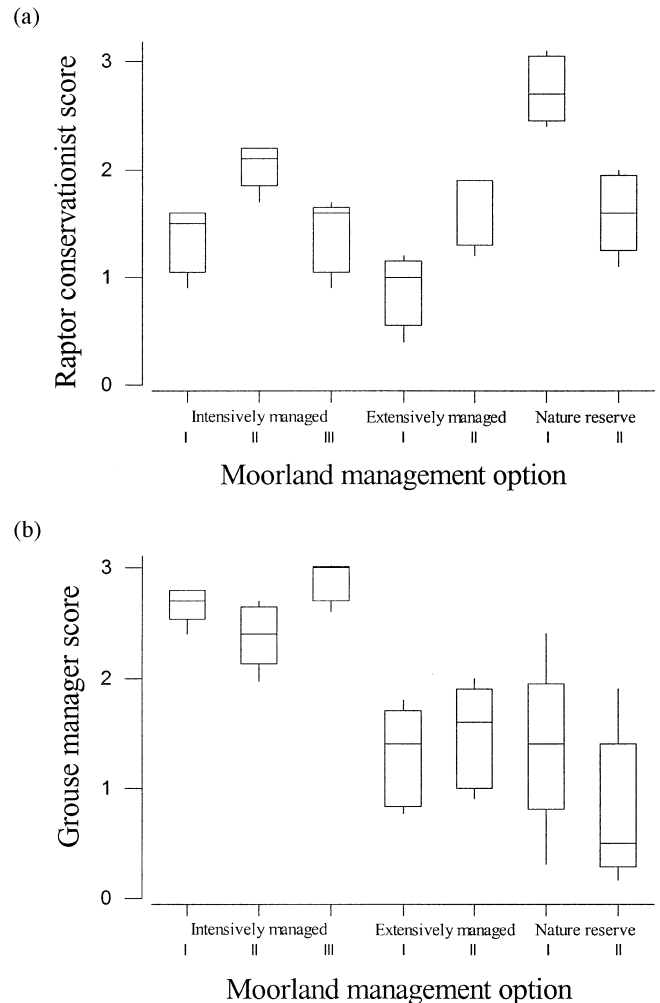 (a)
Raptor conservationist score
3
2
1
0
Intensively managed Extensively managed Nature reserve
I II III I II I II
Moorland management option
(b)
Grouse manager score
3
2
1
0
Intensively managed Extensively managed Nature reserve
I II III I II I II
Moorland management option